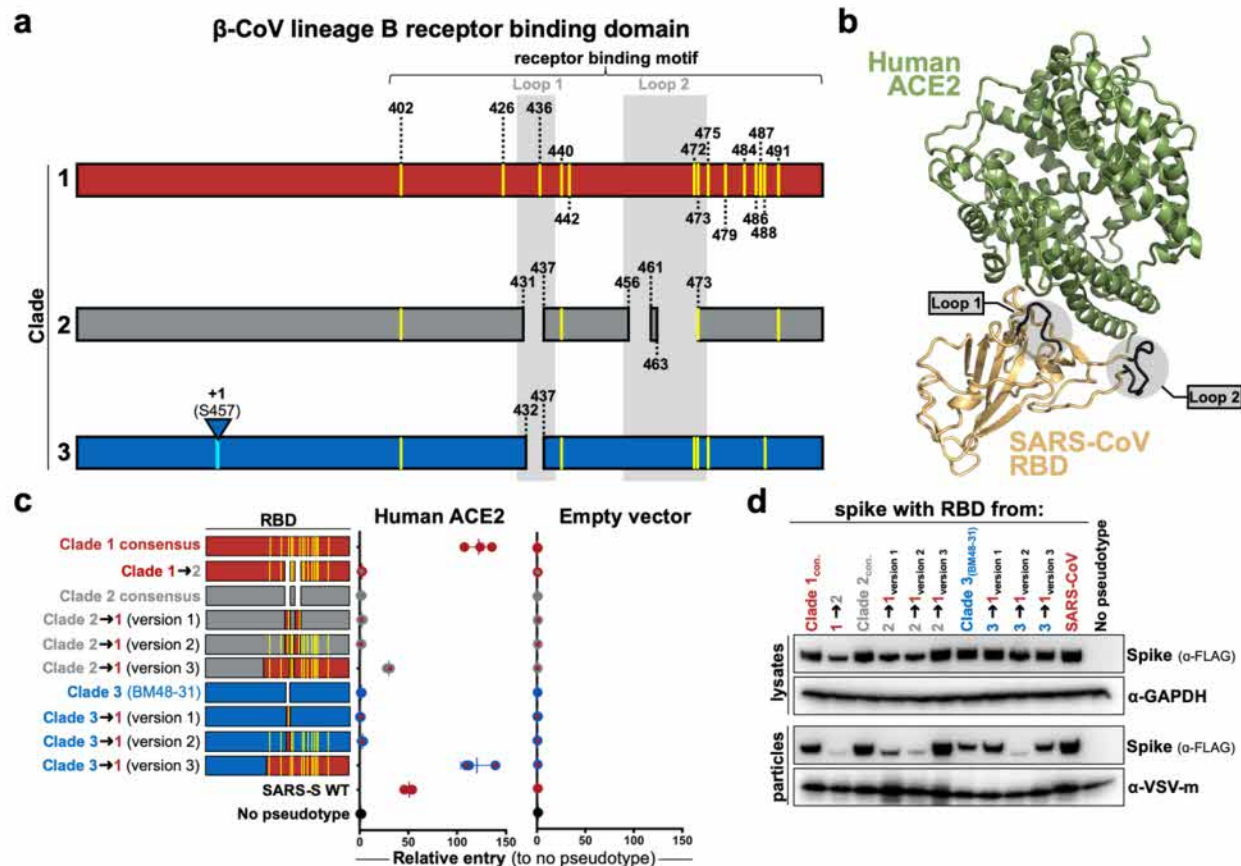 a
β-CoV lineage B receptor binding domain
receptor binding motif
Loop 1
Loop 2
402
426
436
440
442
472
473
475
479
484
486
487
488
491
Clade
1
431
437
456
461
463
473
2
+1
(S457)
432
437
3
b
Human
ACE2
Loop 1
Loop 2
SARS-CoV
RBD
c
RBD
Human ACE2
Empty vector
Clade 1 consensus
Clade 1➔2
Clade 2 consensus
Clade 2➔1 (version 1)
Clade 2➔1 (version 2)
Clade 2➔1 (version 3)
Clade 3 (BM48-31)
Clade 3➔1 (version 1)
Clade 3➔1 (version 2)
Clade 3➔1 (version 3)
SARS-S WT
No pseudotype
0 50 100 150
0 50 100 150
Relative entry (to no pseudotype)
d
spike with RBD from:
Clade 1con.
1➔2
Clade 2con.
2➔1version 1
2➔1version 2
2➔1version 3
Clade 3(BM48-31)
3➔1version 1
3➔1version 2
3➔1version 3
SARS-CoV
No pseudotype
lysates
Spike (α-FLAG)
α-GAPDH
particles
Spike (α-FLAG)
α-VSV-m